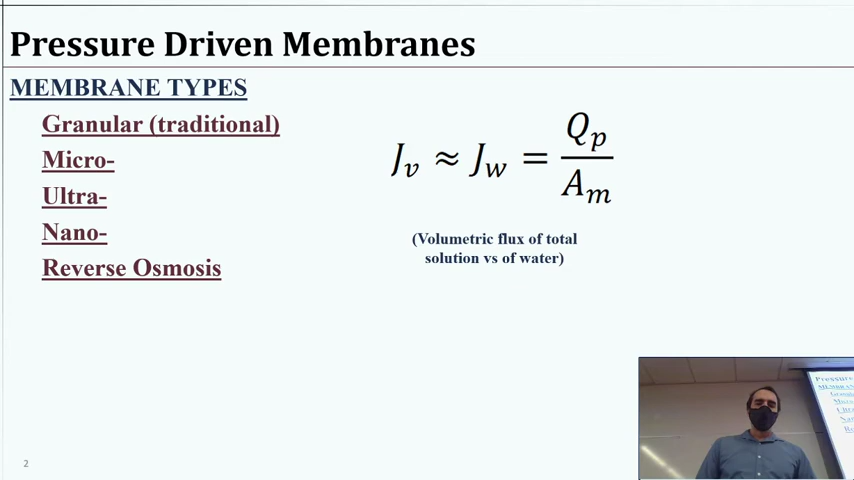 Pressure Driven Membranes
MEMBRANE TYPES
Granular (traditional)
Micro-
Ultra-
Nano-
Reverse Osmosis
J_v ≈ J_w = Q_p / A_m
(Volumetric flux of total
solution vs of water)
2
Pressure